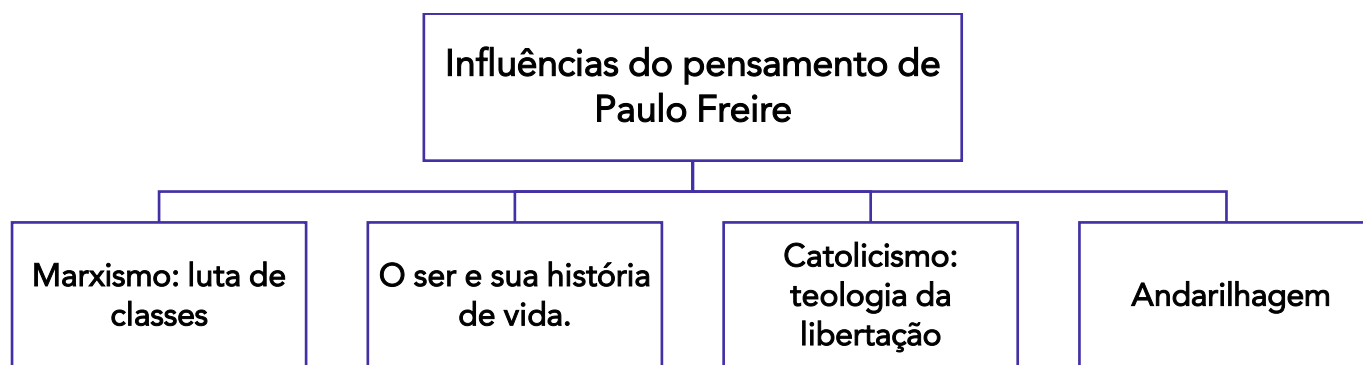 Influências do pensamento de
Paulo Freire
Marxismo: luta de
classes
O ser e sua história
de vida.
Catolicismo:
teologia da
libertação
Andarilhagem